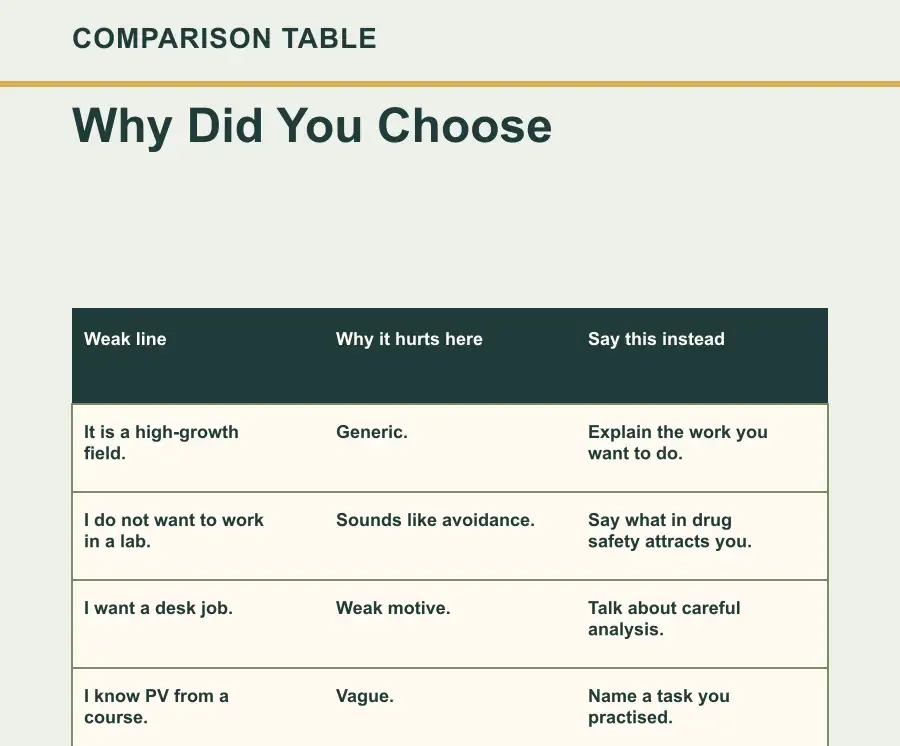 COMPARISON TABLE
Why Did You Choose
Weak line
Why it hurts here
Say this instead
It is a high-growth
field.
Generic.
Explain the work you
want to do.
I do not want to work
in a lab.
Sounds like avoidance.
Say what in drug
safety attracts you.
I want a desk job.
Weak motive.
Talk about careful
analysis.
I know PV from a
course.
Vague.
Name a task you
practised.